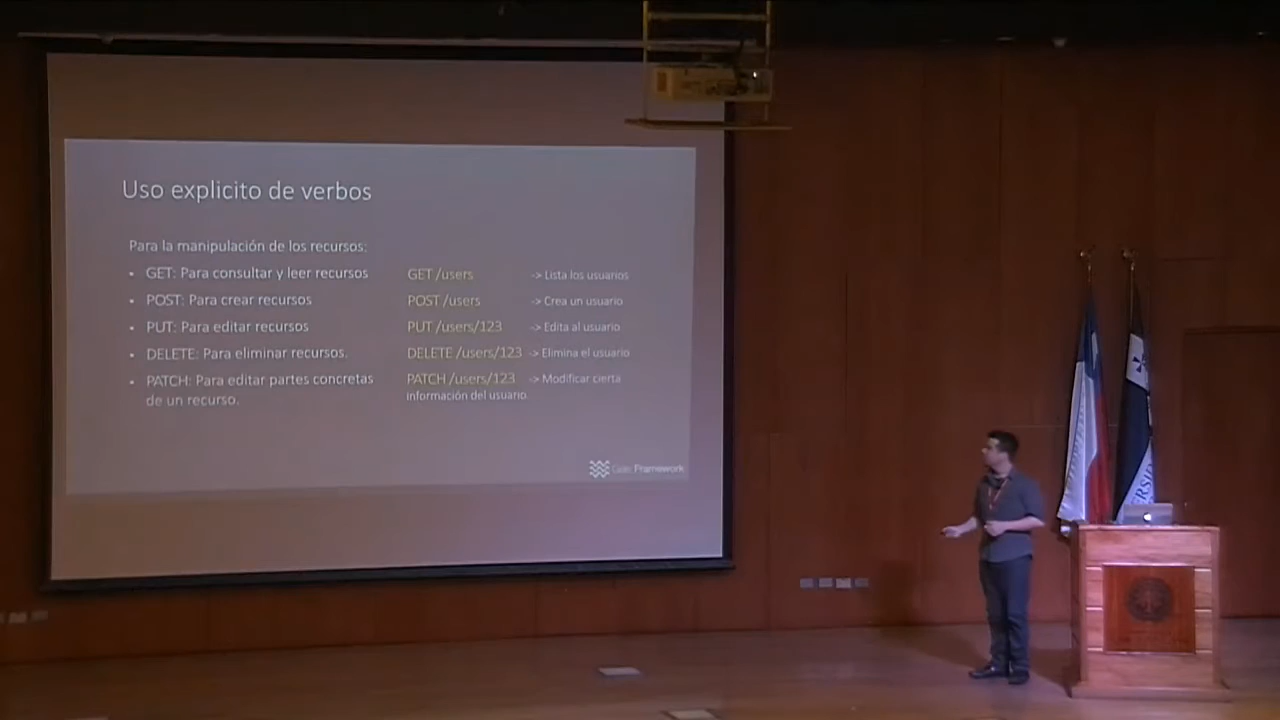 Uso explicito de verbos
Para la manipulación de los recursos:
• GET: Para consultar y leer recursos GET /users -> Lista los usuarios
• POST: Para crear recursos POST /users -> Crea un usuario
• PUT: Para editar recursos PUT /users/123 -> Edita al usuario
• DELETE: Para eliminar recursos. DELETE /users/123 -> Elimina el usuario
• PATCH: Para editar partes concretas PATCH /users/123 -> Modificar cierta
de un recurso. información del usuario
Framework